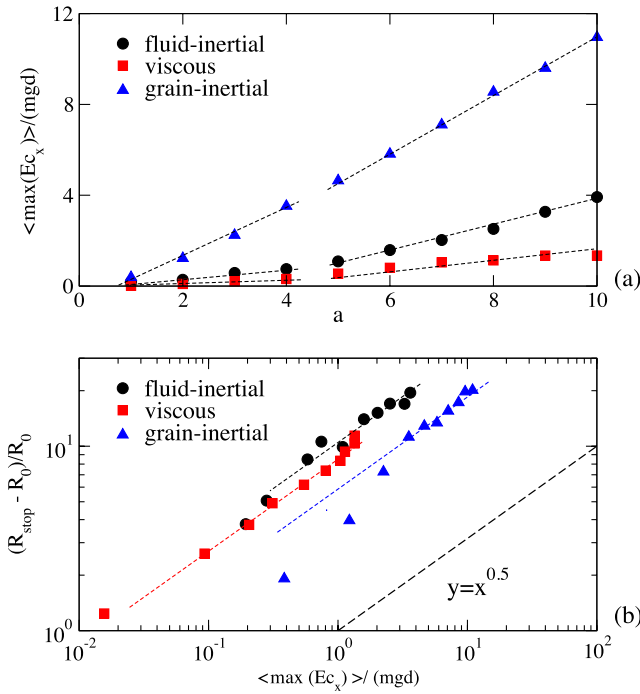 12
8
4
0
<max(Ec_x)>/(mgd)
fluid-inertial
viscous
grain-inertial
0 2 4 6 8 10
a
(a)
10^1
10^0
(R_stop - R_0)/R_0
fluid-inertial
viscous
grain-inertial
y=x^0.5
10^-2 10^-1 10^0 10^1 10^2
<max (Ec_x)>/ (mgd)
(b)